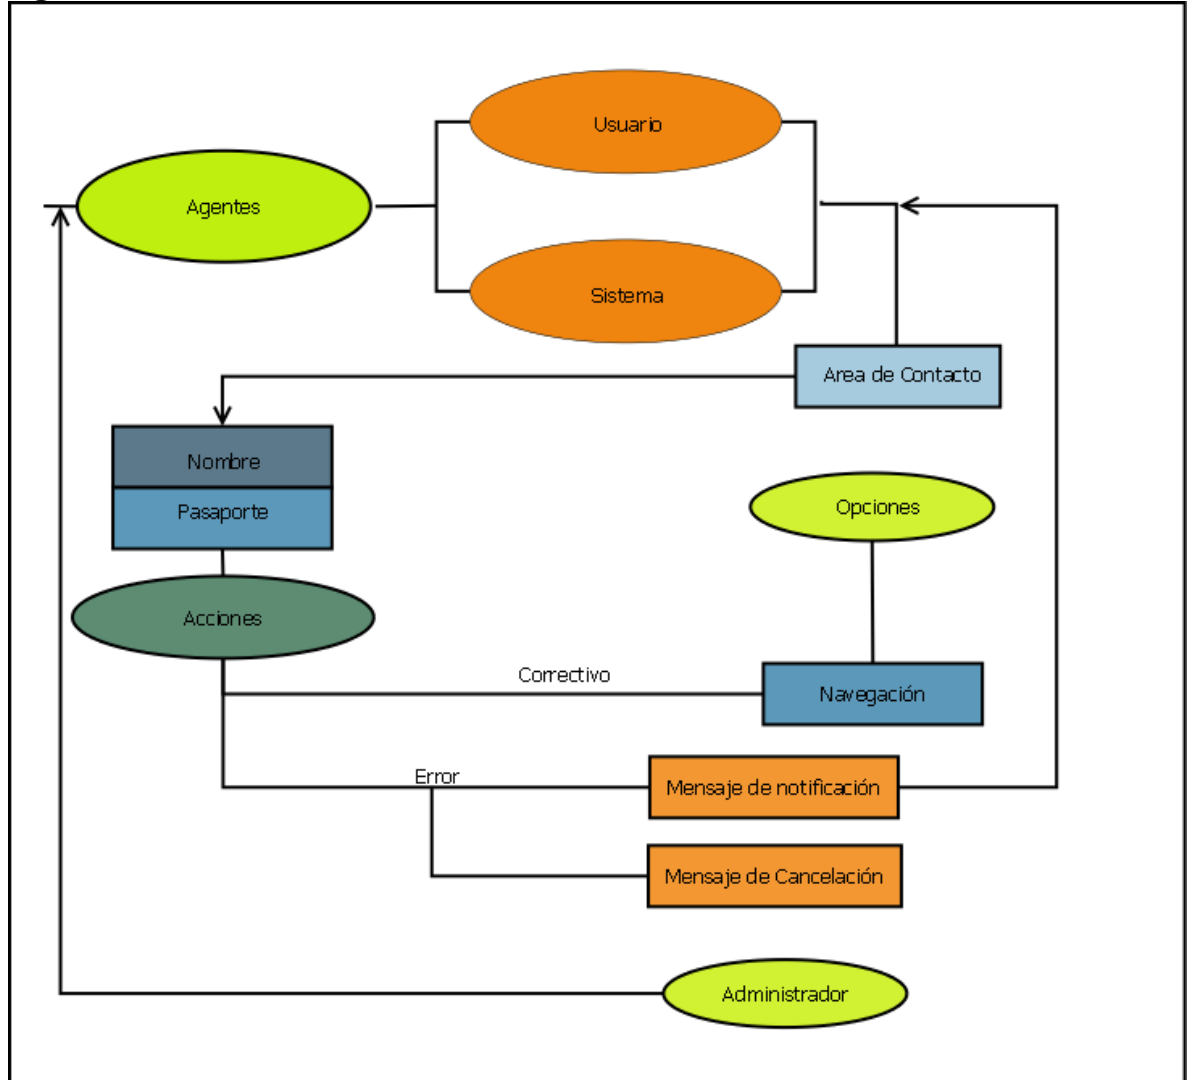 Usuario
Agentes
Sistema
Area de Contacto
Nombre
Opciones
Pasaporte
Acciones
Correctivo
Navegación
Error
Mensaje de notificación
Mensaje de Cancelación
Administrador